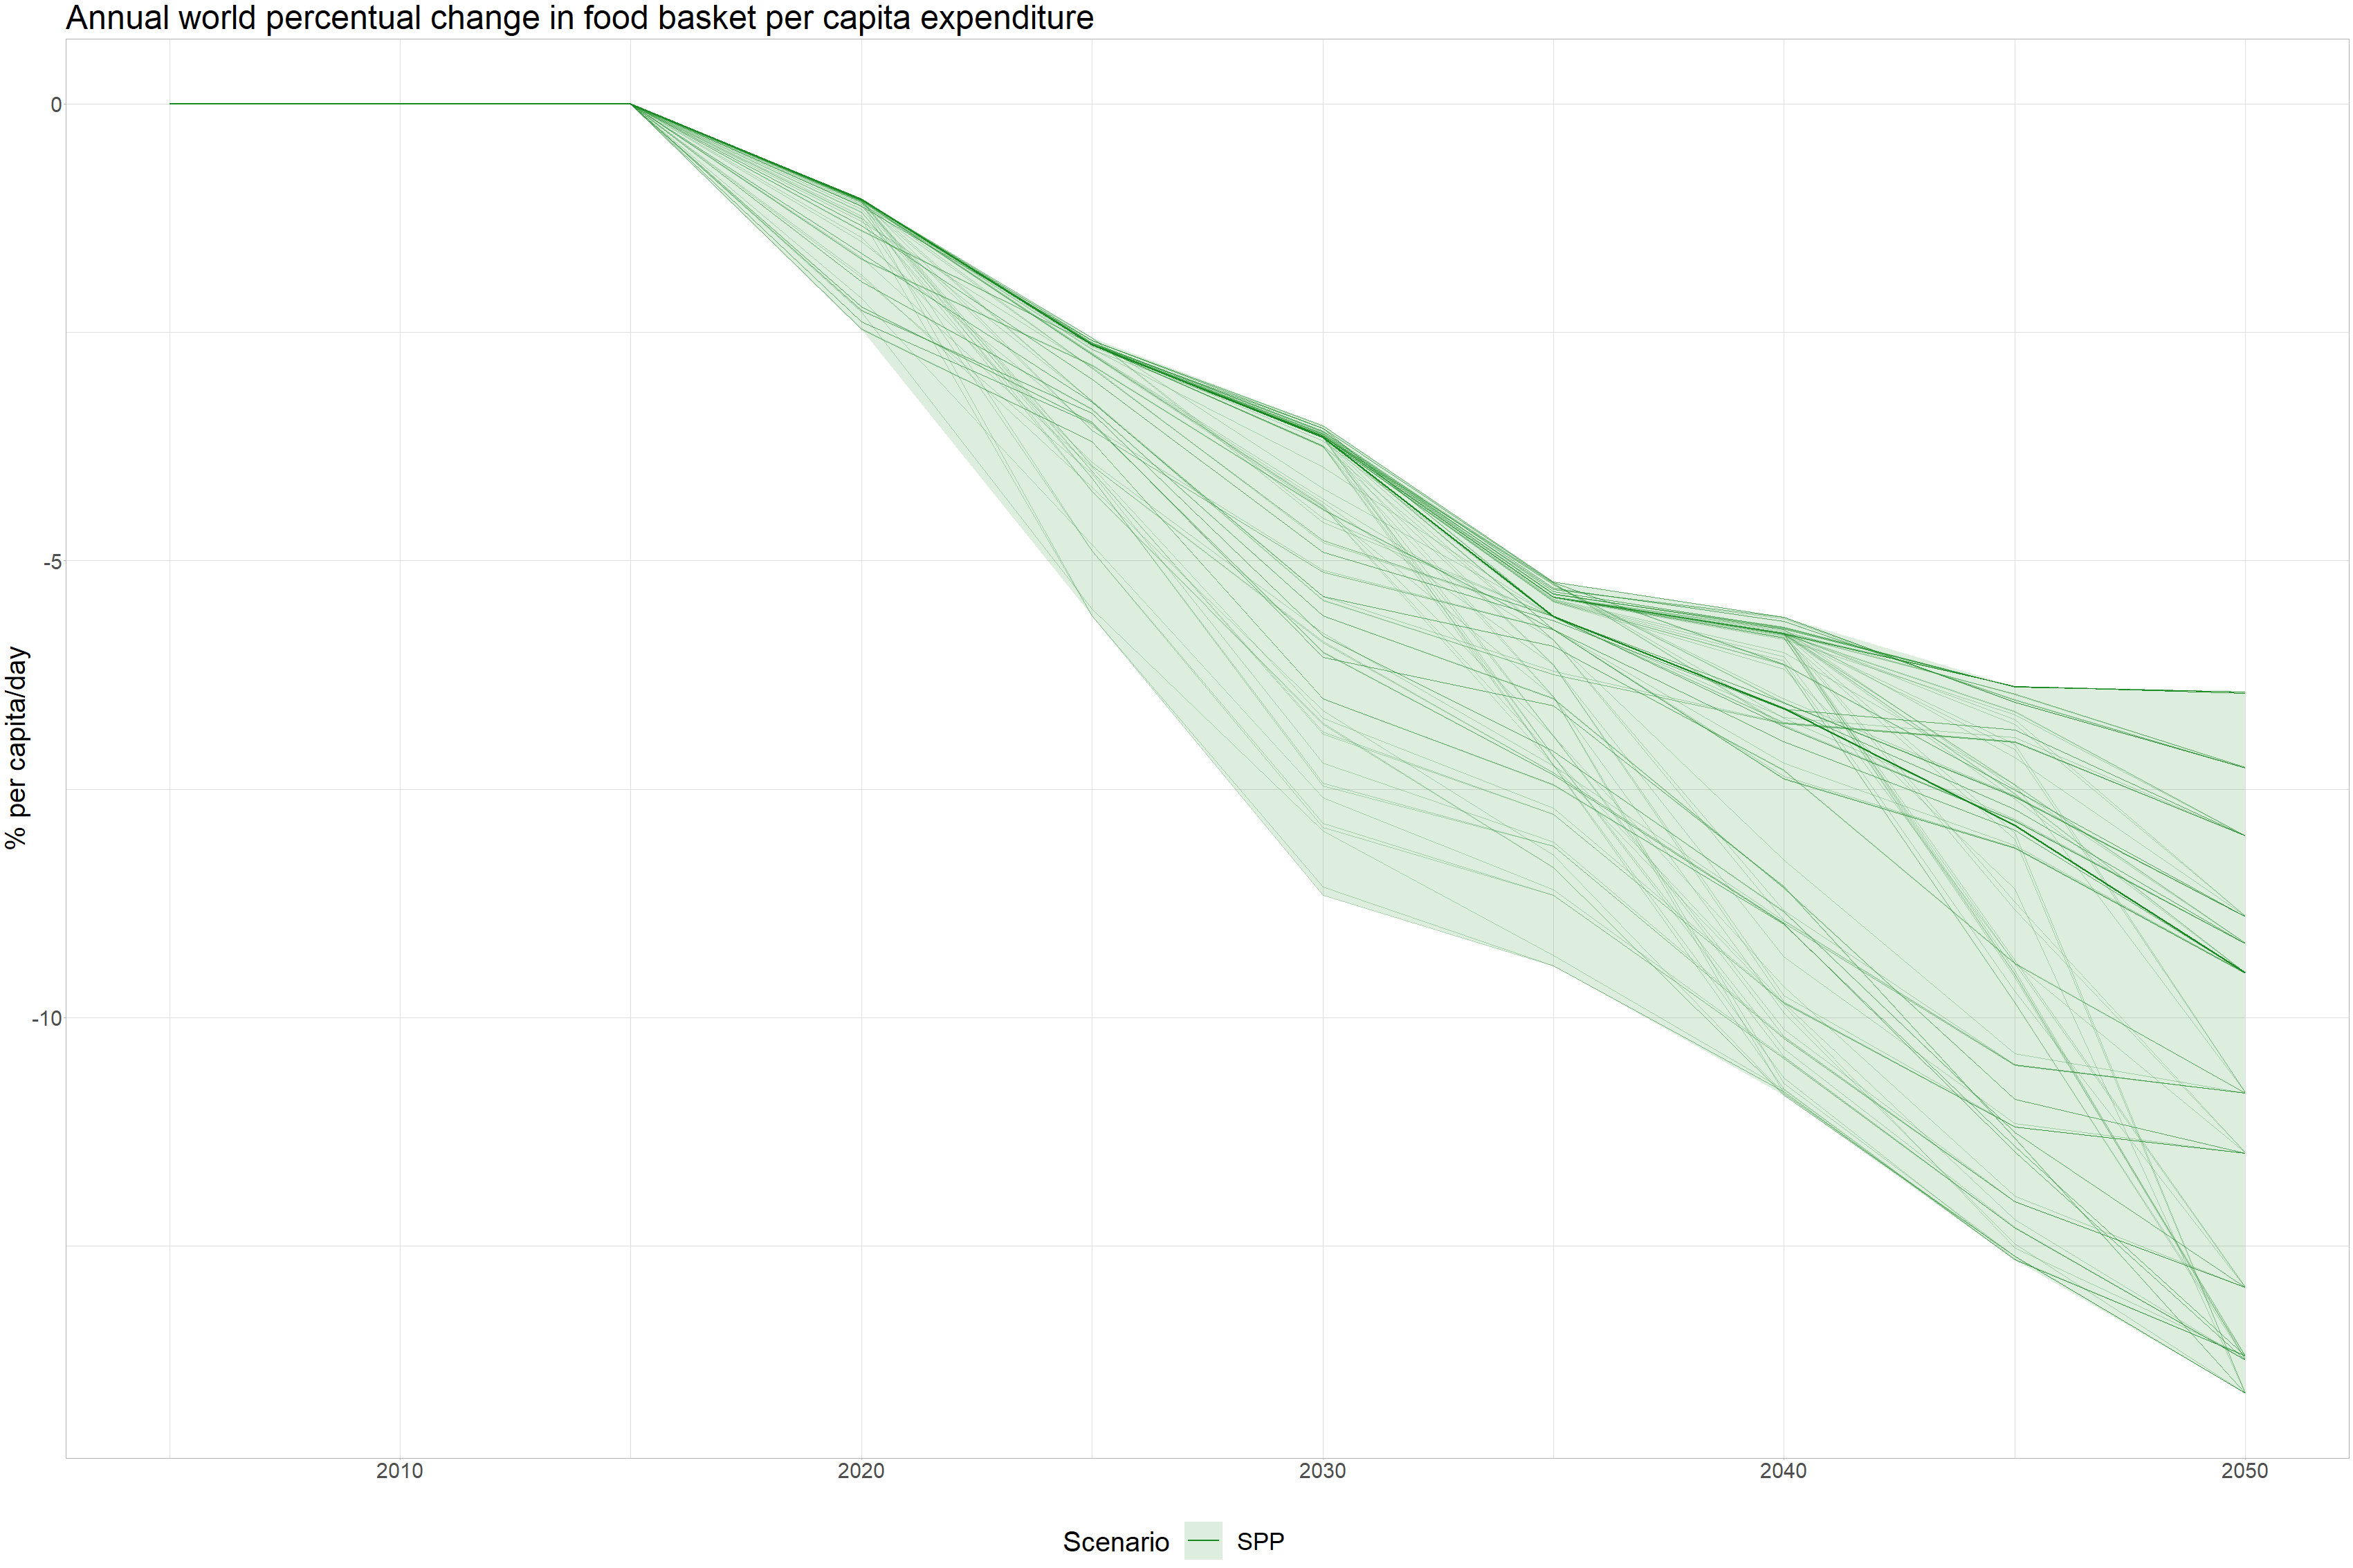 Annual world percentual change in food basket per capita expenditure
% per capita/day
0
-5
-10
2010
2020
2030
2040
2050
Scenario
SPP